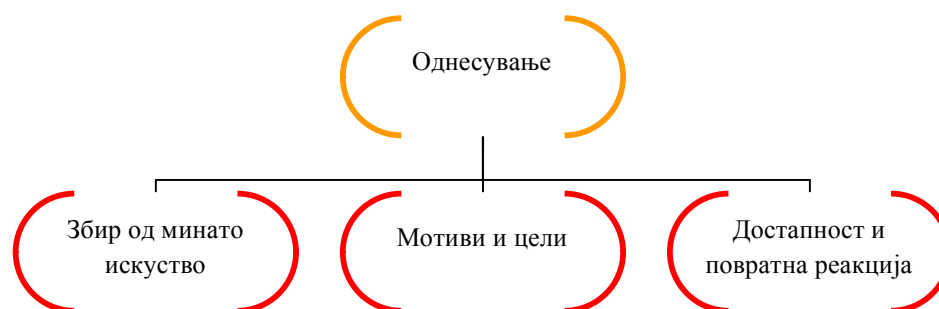 Однесување
Збир од минато
искуство
Мотиви и цели
Достапност и
повратна реакција